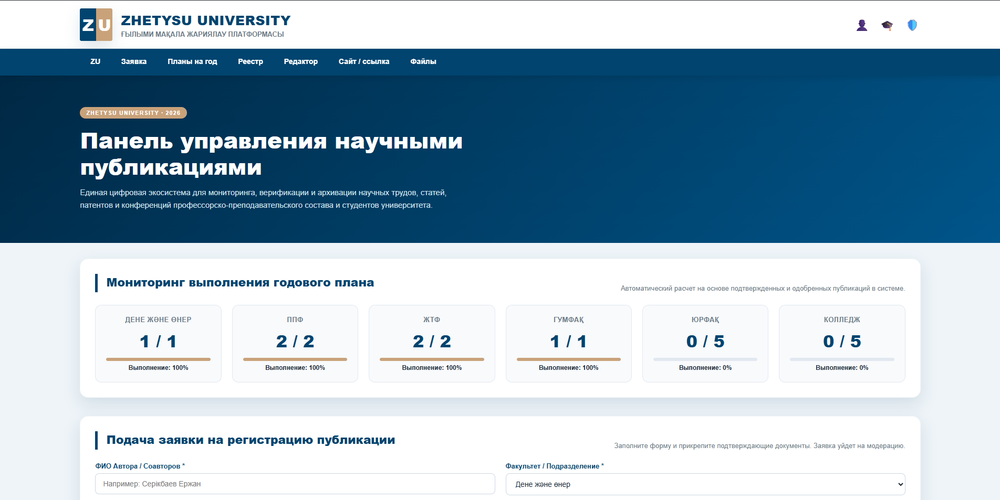 ZU
ZHETYSU UNIVERSITY
ҒЫЛЫМИ МАҚАЛА ЖАРИЯЛАУ ПЛАТФОРМАСЫ
ZU Заявка Планы на год Реестр Редактор Сайт / ссылка Файлы
ZHETYSU UNIVERSITY · 2026
Панель управления научными
публикациями
Единая цифровая экосистема для мониторинга, верификации и архивации научных трудов, статей,
патентов и конференций профессорско-преподавательского состава и студентов университета.
Мониторинг выполнения годового плана
Автоматический расчет на основе подтвержденных и одобренных публикаций в системе.
ДЕНЕ ЖӘНЕ ӨНЕР
1 / 1
Выполнение: 100%
ППФ
2 / 2
Выполнение: 100%
ЖТФ
2 / 2
Выполнение: 100%
ГУМФАҚ
1 / 1
Выполнение: 100%
ЮРФАҚ
0 / 5
Выполнение: 0%
КОЛЛЕДЖ
0 / 5
Выполнение: 0%
Подача заявки на регистрацию публикации
Заполните форму и прикрепите подтверждающие документы. Заявка уйдет на модерацию.
ФИО Автора / Соавторов *
Например: Серікбаев Ержан
Факультет / Подразделение *
Дене және өнер